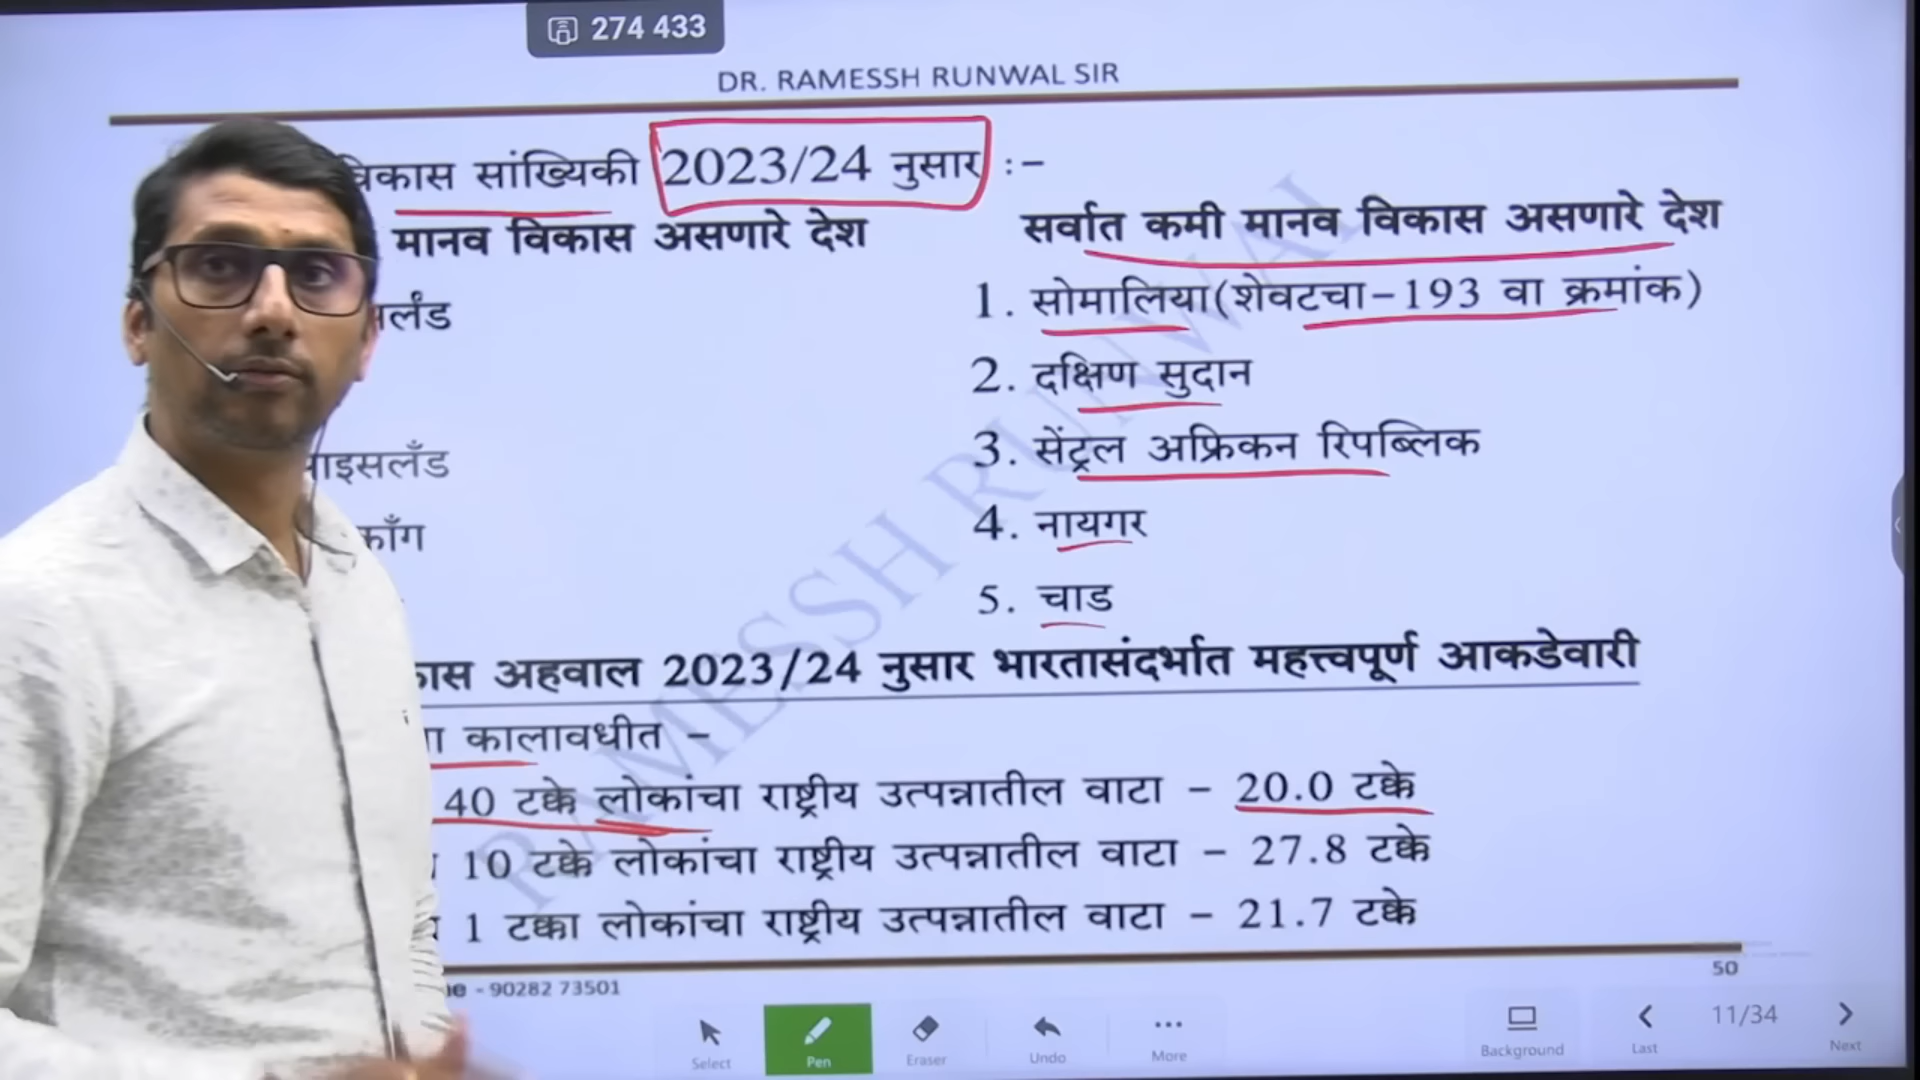 274 433
DR. RAMESSH RUNWAL SIR
विकास सांख्यिकी 2023/24 नुसार :-
मानव विकास असणारे देश
सर्वात कमी मानव विकास असणारे देश
1. सोमालिया(शेवटचा-193 वा क्रमांक)
2. दक्षिण सुदान
3. सेंट्रल अफ्रिकन रिपब्लिक
4. नायगर
5. चाड
अहवाल 2023/24 नुसार भारतासंदर्भात महत्त्वपूर्ण आकडेवारी
कालावधीत -
40 टक्के लोकांचा राष्ट्रीय उत्पन्नातील वाटा - 20.0 टक्के
10 टक्के लोकांचा राष्ट्रीय उत्पन्नातील वाटा - 27.8 टक्के
1 टक्का लोकांचा राष्ट्रीय उत्पन्नातील वाटा - 21.7 टक्के
RAMESSH RUNWAL
- 90282 73501
50
Select
Pen
Eraser
Undo
More
Background
Last
11/34
Next